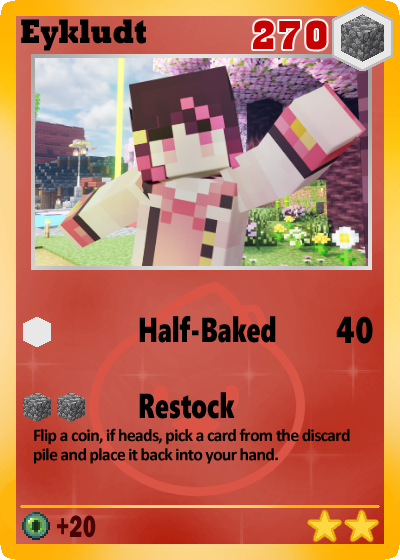 Eykludt 270
Half-Baked 40
Restock
Flip a coin, if heads, pick a card from the discard
pile and place it back into your hand.
+20